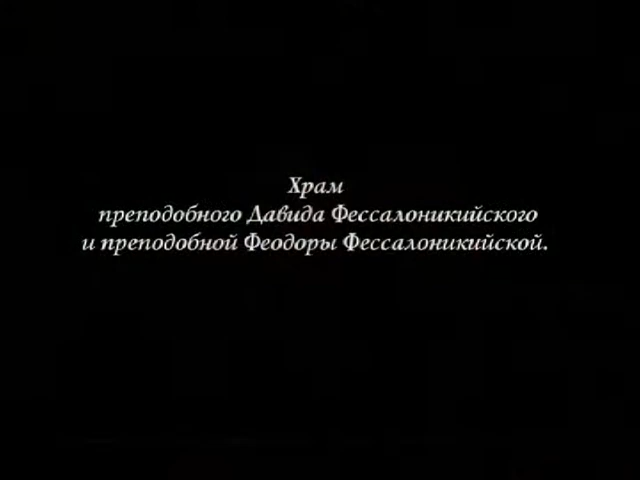 Храм
преподобного Давида Фессалоникийского
и преподобной Феодоры Фессалоникийской.